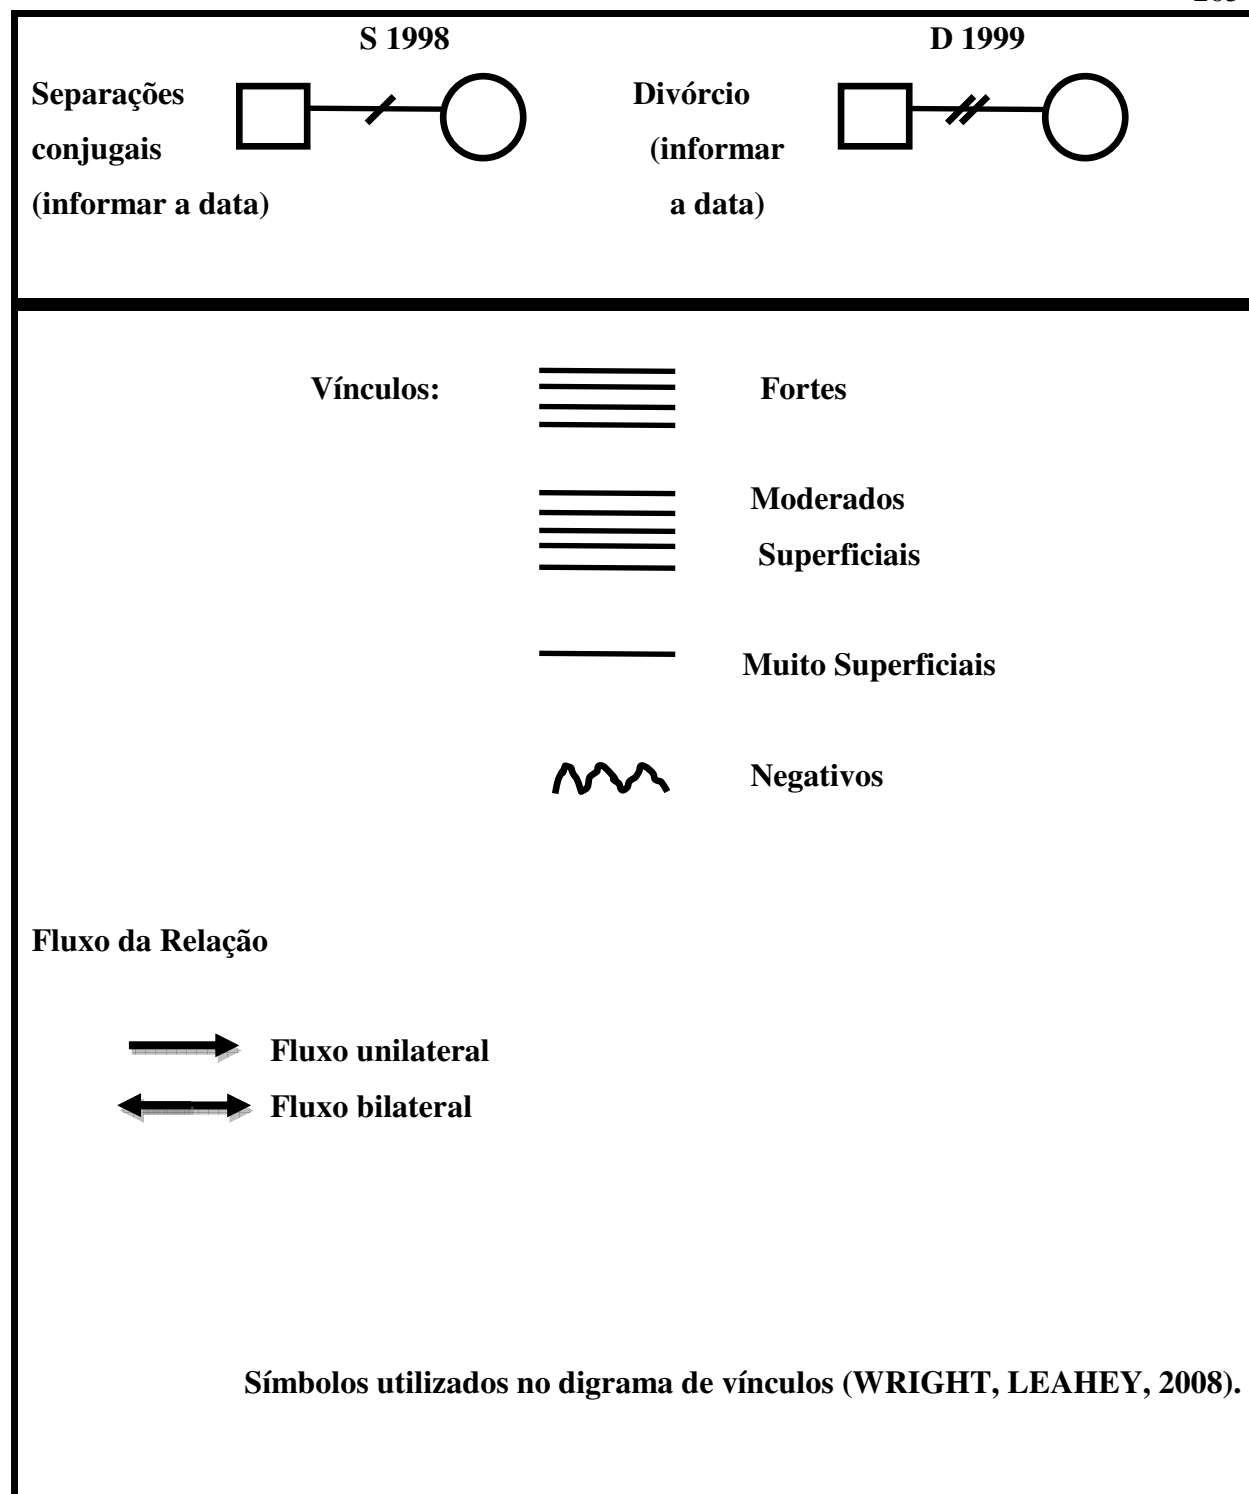 S 1998 D 1999
Separações Divórcio
conjugais (informar
(informar a data) a data)
Vínculos: Fortes
Moderados
Superficiais
Muito Superficiais
Negativos
Fluxo da Relação
Fluxo unilateral
Fluxo bilateral
Símbolos utilizados no digrama de vínculos (WRIGHT, LEAHEY, 2008).